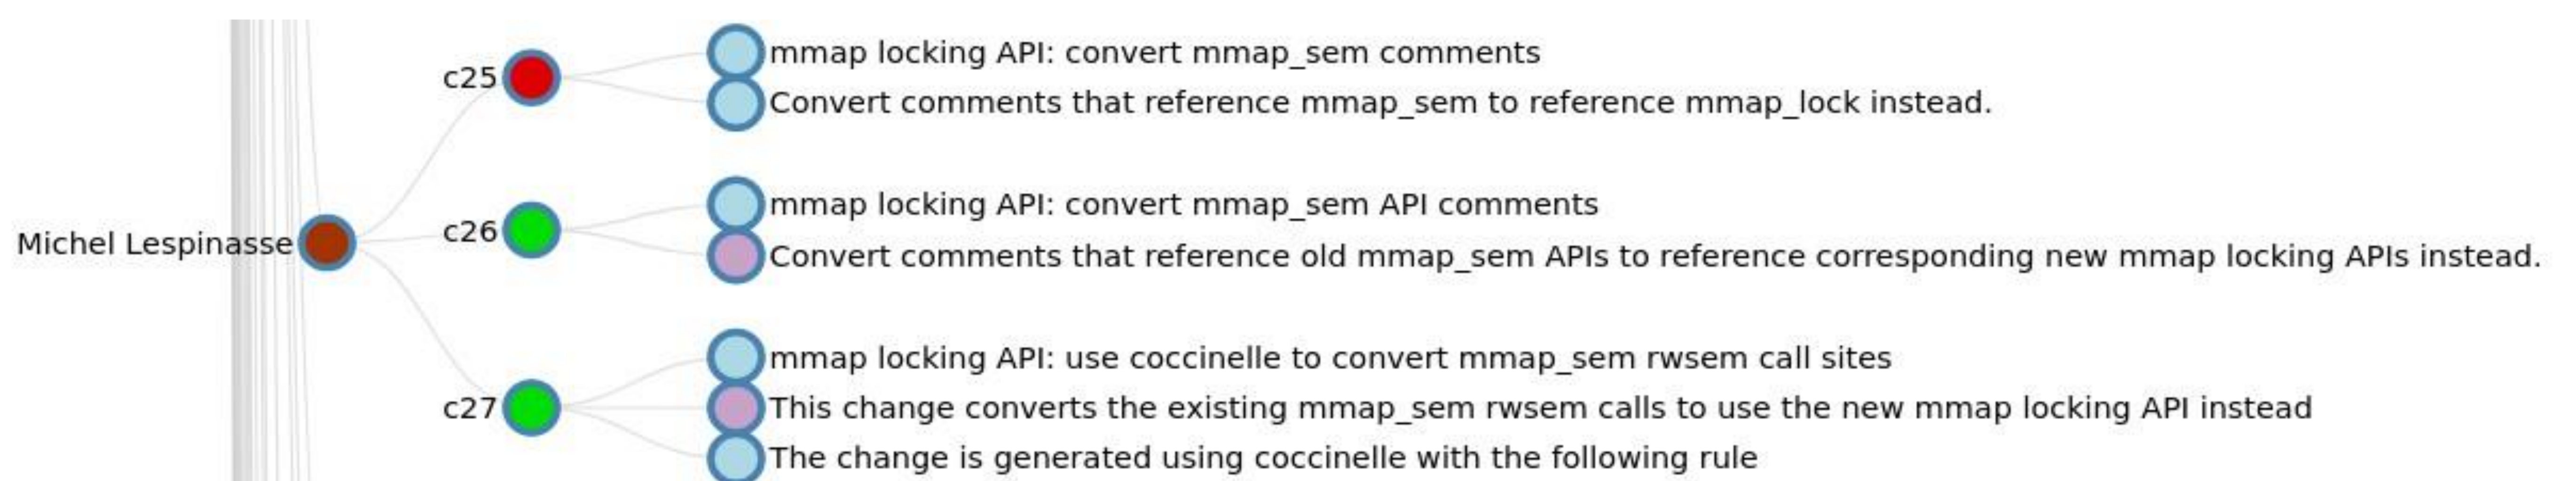 c25
mmap locking API: convert mmap_sem comments
Convert comments that reference mmap_sem to reference mmap_lock instead.
Michel Lespinasse
c26
mmap locking API: convert mmap_sem API comments
Convert comments that reference old mmap_sem APIs to reference corresponding new mmap locking APIs instead.
c27
mmap locking API: use coccinelle to convert mmap_sem rwsem call sites
This change converts the existing mmap_sem rwsem calls to use the new mmap locking API instead
The change is generated using coccinelle with the following rule